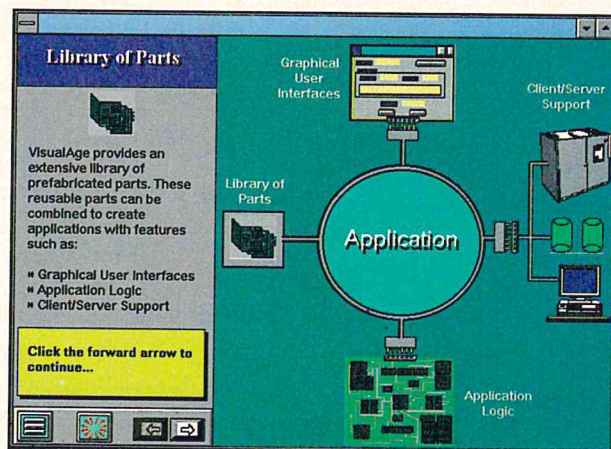 Library of Parts
VisualAge provides an
extensive library of
prefabricated parts. These
reusable parts can be
combined to create
applications with features
such as:
Graphical User Interfaces
Application Logic
Client/Server Support
Click the forward arrow to
continue...
Graphical
User
Interfaces
Client/Server
Support
Library of
Parts
Application
Application
Logic